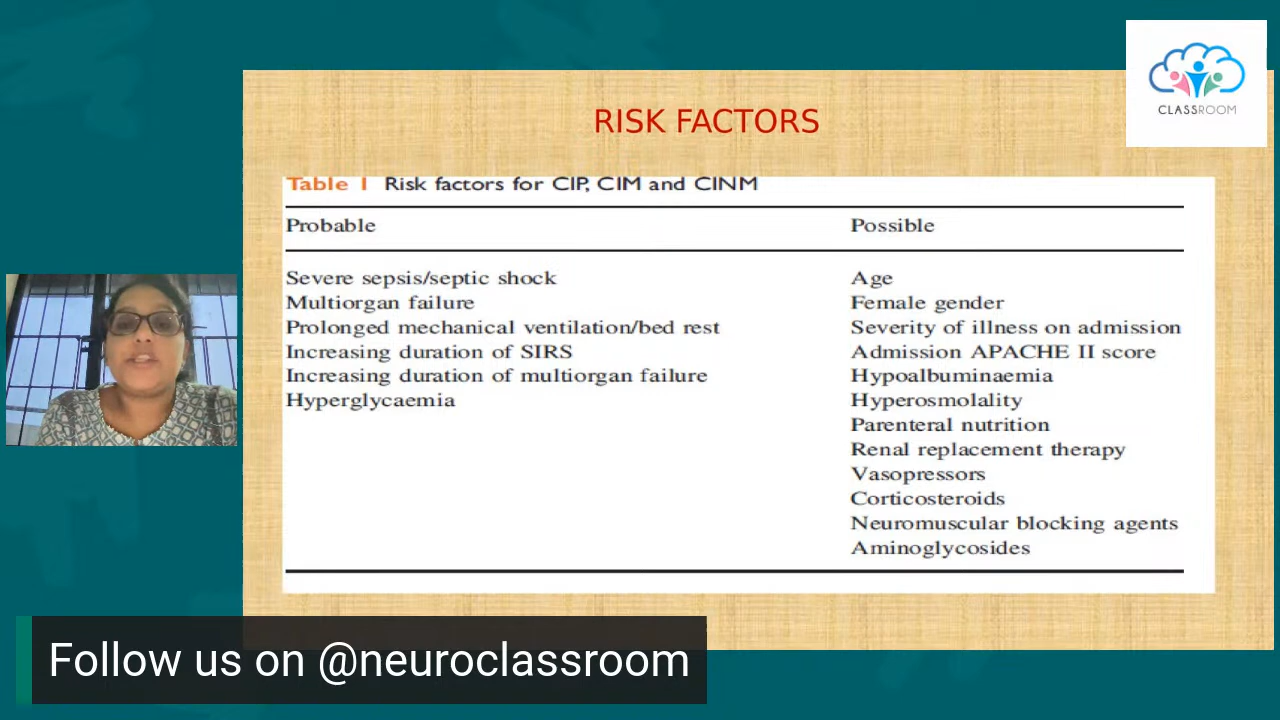 CLASSROOM
RISK FACTORS
Table 1 Risk factors for CIP, CIM and CINM
Probable Possible
Severe sepsis/septic shock Age
Multiorgan failure Female gender
Prolonged mechanical ventilation/bed rest Severity of illness on admission
Increasing duration of SIRS Admission APACHE II score
Increasing duration of multiorgan failure Hypoalbuminaemia
Hyperglycaemia Hyperosmolality
Parenteral nutrition
Renal replacement therapy
Vasopressors
Corticosteroids
Neuromuscular blocking agents
Aminoglycosides
Follow us on @neuroclassroom